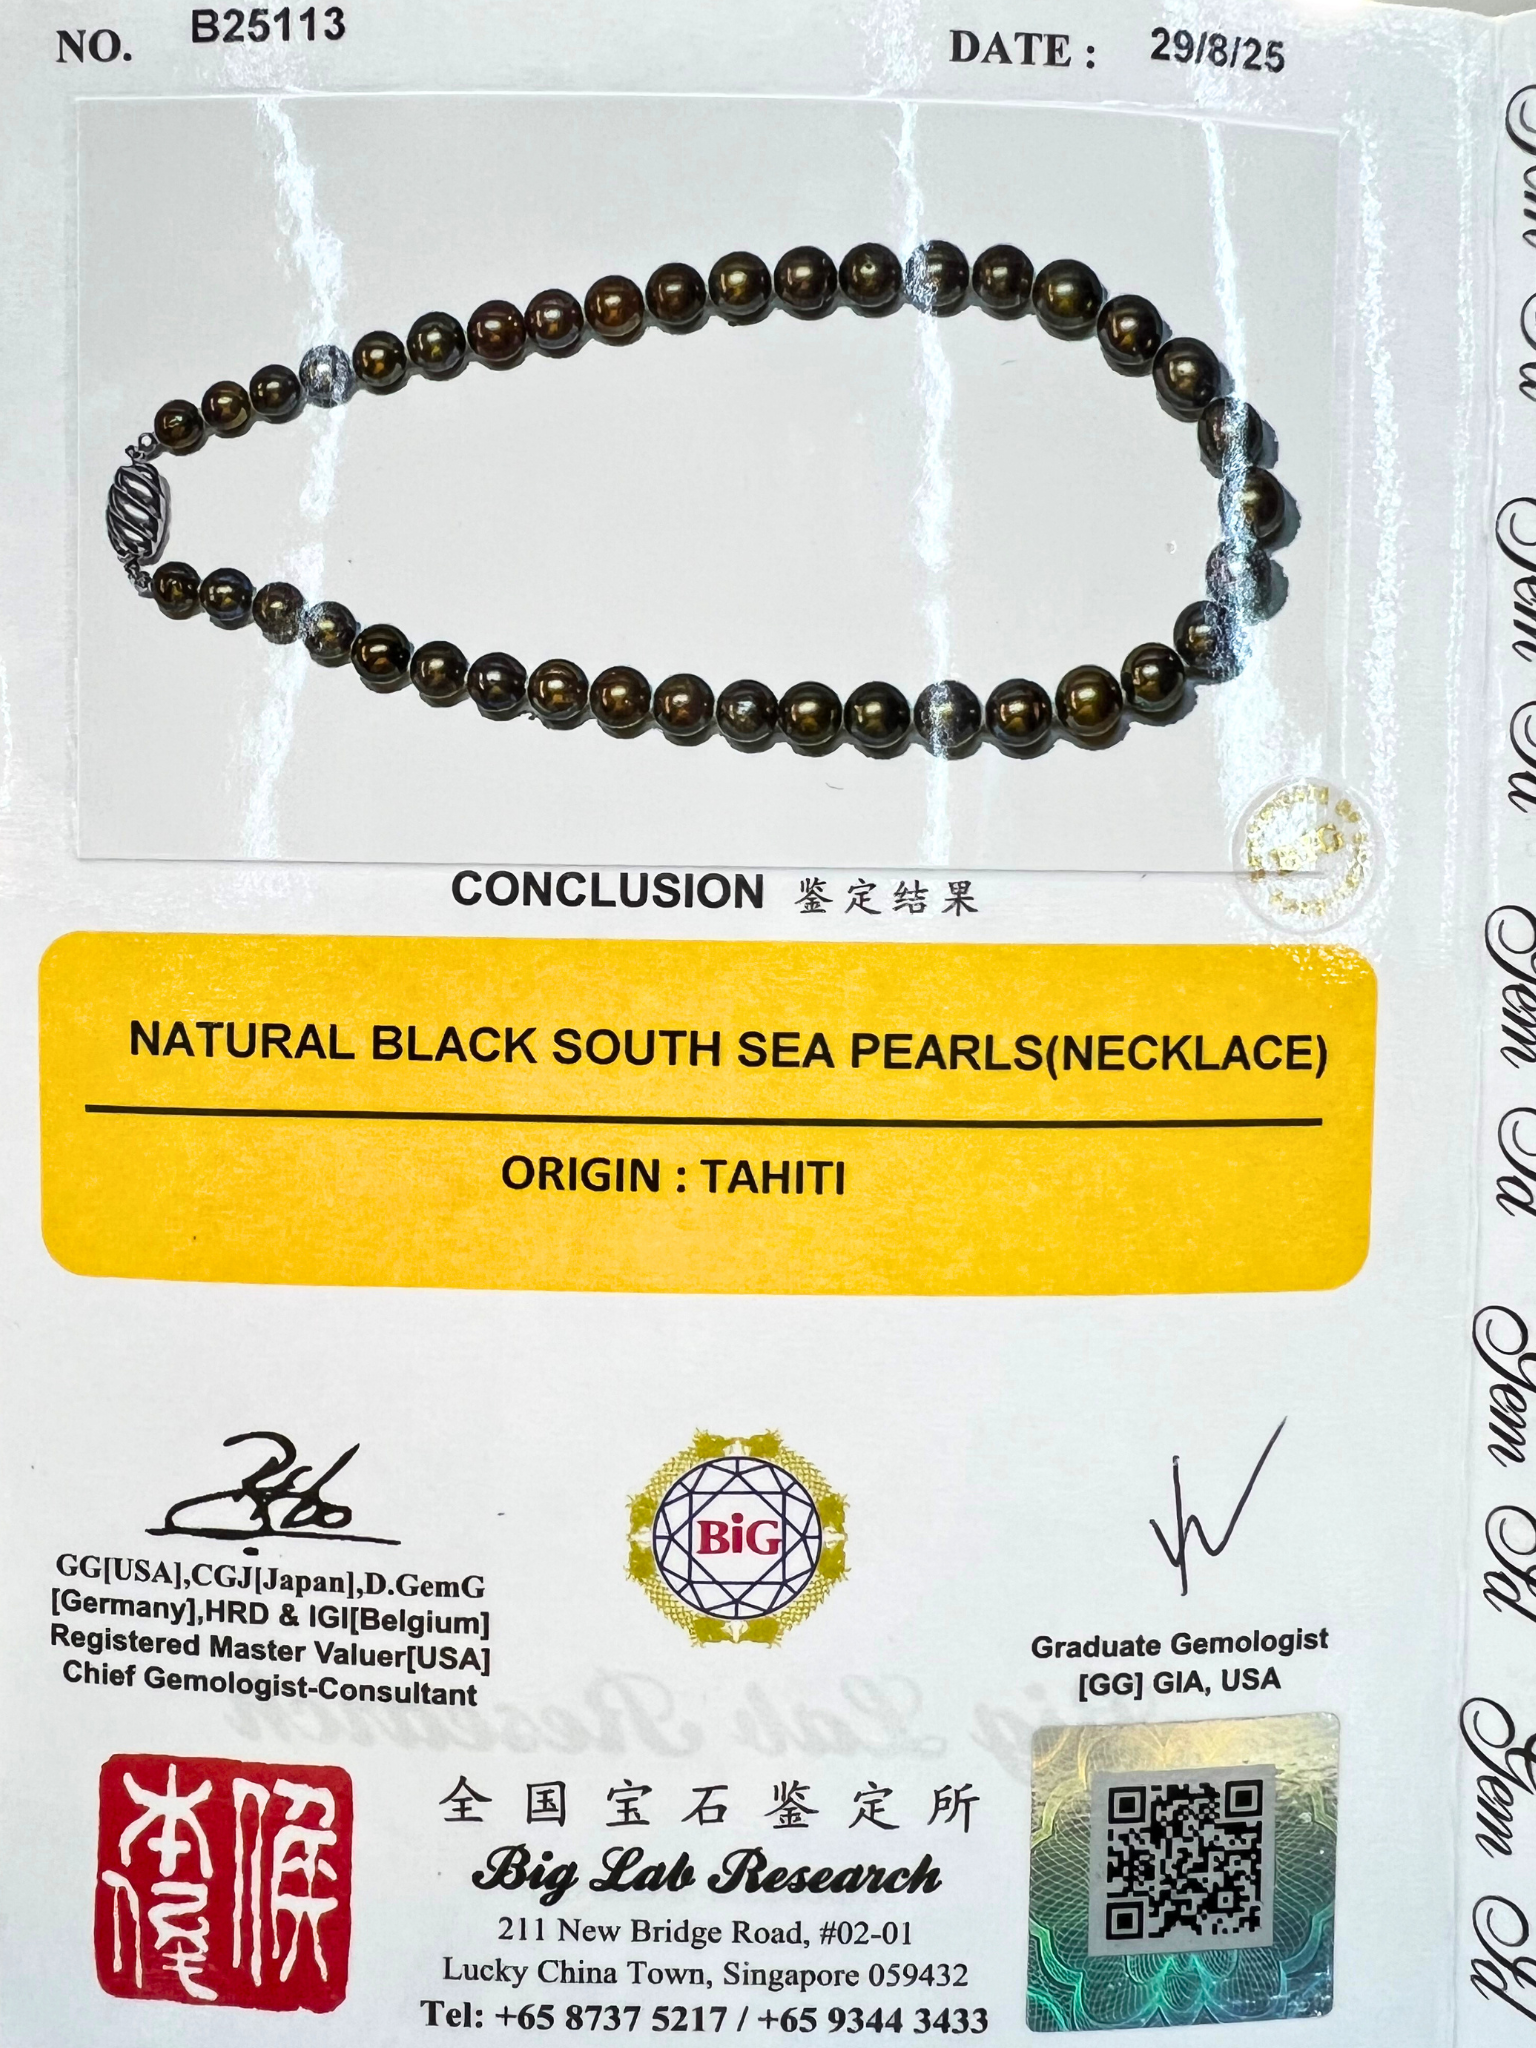 NO. B25113 DATE : 29/8/25
CONCLUSION 鉴定结果
NATURAL BLACK SOUTH SEA PEARLS(NECKLACE)
ORIGIN : TAHITI
GG[USA],CGJ[Japan],D.GemG
[Germany],HRD & IGI[Belgium]
Registered Master Valuer[USA]
Chief Gemologist-Consultant
BiG
Graduate Gemologist
[GG] GIA, USA
全国宝石鉴定所
Big Lab Research
211 New Bridge Road, #02-01
Lucky China Town, Singapore 059432
Tel: +65 8737 5217 / +65 9344 3433